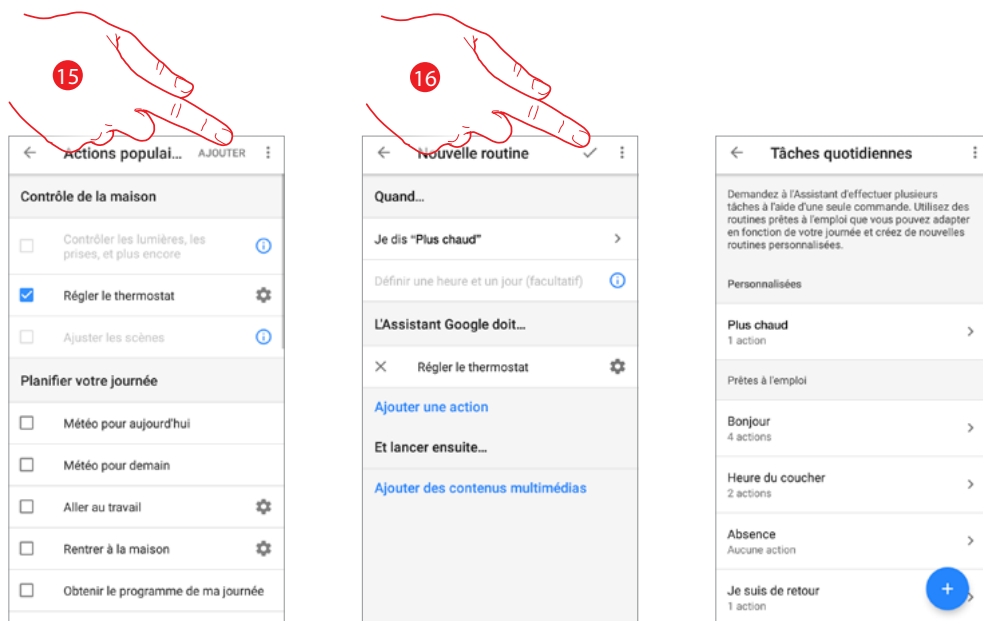 15
Actions populai... AJOUTER
Contrôle de la maison
Contrôler les lumières, les
prises, et plus encore
Régler le thermostat
Ajuster les scènes
Planifier votre journée
Météo pour aujourd'hui
Météo pour demain
Aller au travail
Rentrer à la maison
Obtenir le programme de ma journée
16
Nouvelle routine
Quand...
Je dis "Plus chaud"
Définir une heure et un jour (facultatif)
L'Assistant Google doit...
Régler le thermostat
Ajouter une action
Et lancer ensuite...
Ajouter des contenus multimédias
Tâches quotidiennes
Demandez à l'Assistant d'effectuer plusieurs
tâches à l'aide d'une seule commande. Utilisez des
routines prêtes à l'emploi que vous pouvez adapter
en fonction de votre journée et créez de nouvelles
routines personnalisées.
Personnalisées
Plus chaud
1 action
Prêtes à l'emploi
Bonjour
4 actions
Heure du coucher
2 actions
Absence
Aucune action
Je suis de retour
1 action